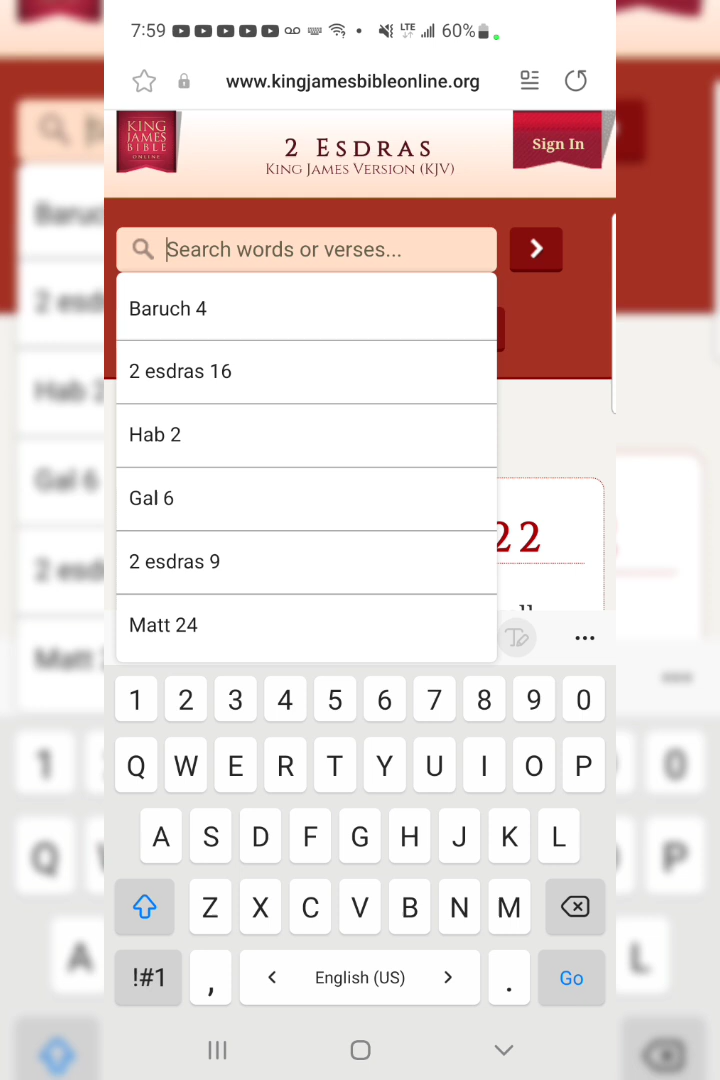 7:59 LTE 60%
www.kingjamesbibleonline.org
KING
JAMES
BIBLE
ONLINE
2 ESDRAS
KING JAMES VERSION (KJV)
Sign In
Search words or verses...
Baruch 4
2 esdras 16
Hab 2
Gal 6
2 esdras 9
Matt 24
22
1 2 3 4 5 6 7 8 9 0
Q W E R T Y U I O P
A S D F G H J K L
Z X C V B N M
!#1 , < English (US) > . Go